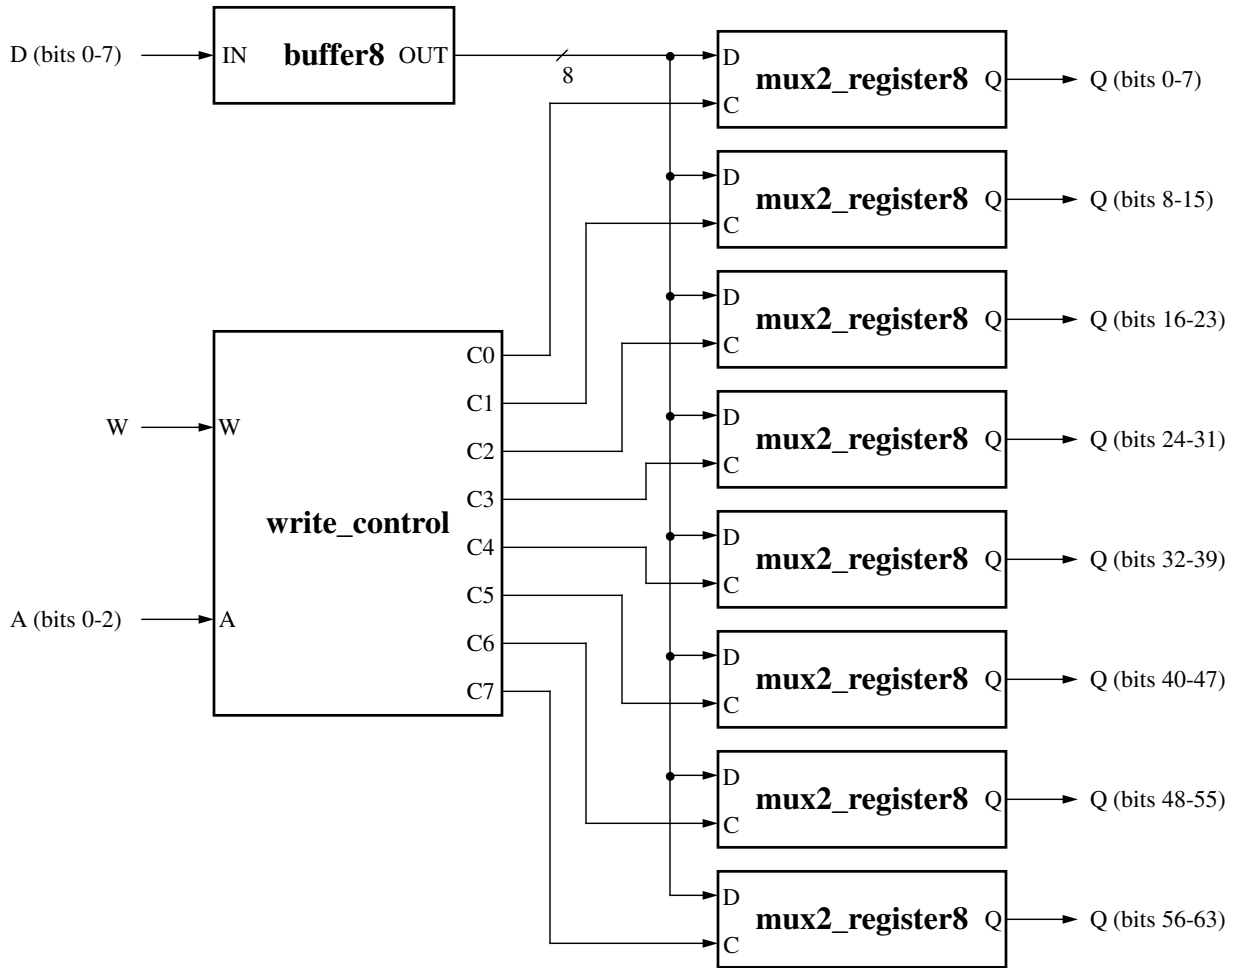 D (bits 0-7)
IN buffer8 OUT
8
D
C
mux2_register8
Q
Q (bits 0-7)
D
C
mux2_register8
Q
Q (bits 8-15)
D
C
mux2_register8
Q
Q (bits 16-23)
D
C
mux2_register8
Q
Q (bits 24-31)
D
C
mux2_register8
Q
Q (bits 32-39)
D
C
mux2_register8
Q
Q (bits 40-47)
D
C
mux2_register8
Q
Q (bits 48-55)
D
C
mux2_register8
Q
Q (bits 56-63)
W
W
A (bits 0-2)
A
write_control
C0
C1
C2
C3
C4
C5
C6
C7